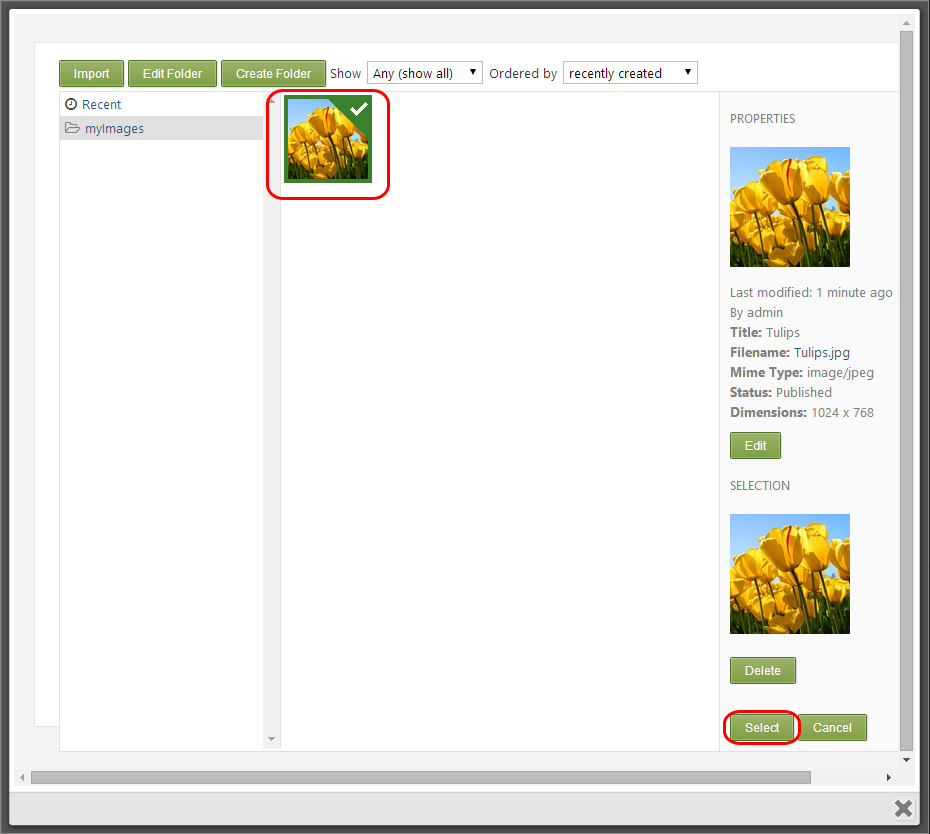 Import Edit Folder Create Folder Show Any (show all) Ordered by recently created
Recent
myImages
PROPERTIES
Last modified: 1 minute ago
By admin
Title: Tulips
Filename: Tulips.jpg
Mime Type: image/jpeg
Status: Published
Dimensions: 1024 x 768
Edit
SELECTION
Delete
Select Cancel